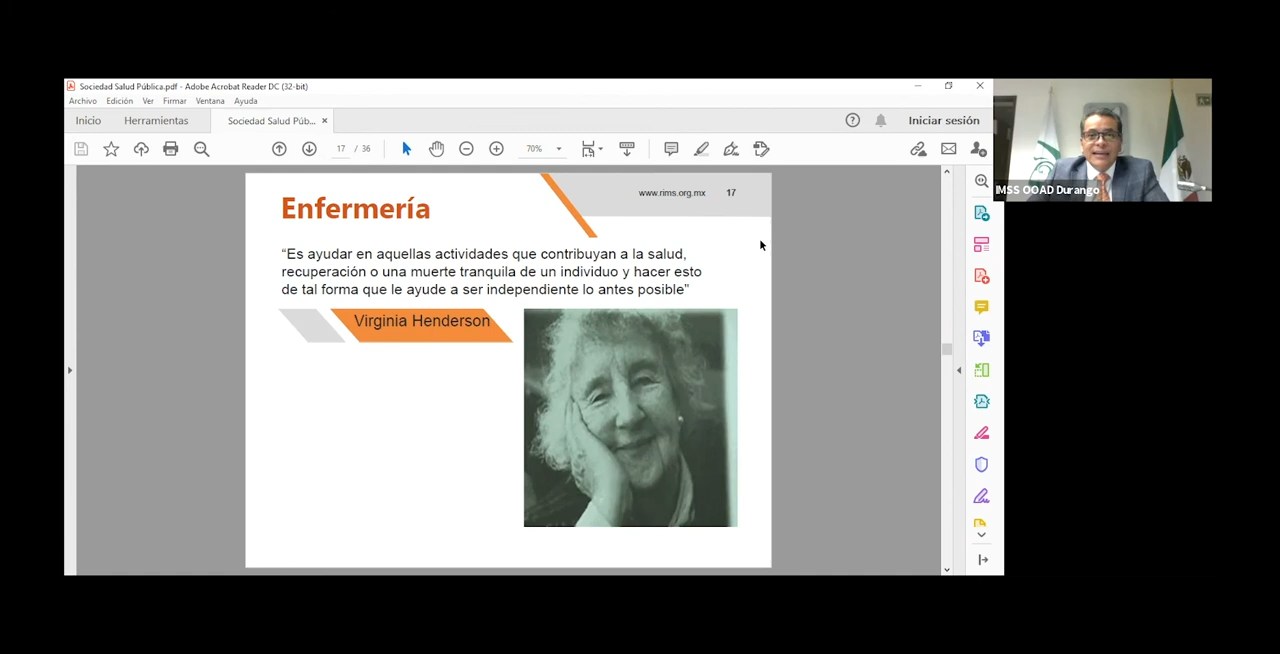 Sociedad Salud Pública.pdf - Adobe Acrobat Reader DC (32-bit)
Archivo Edición Ver Firmar Ventana Ayuda
Inicio Herramientas Sociedad Salud Púb... × Iniciar sesión
17 / 36 70%
www.rims.org.mx 17
Enfermería
“Es ayudar en aquellas actividades que contribuyan a la salud,
recuperación o una muerte tranquila de un individuo y hacer esto
de tal forma que le ayude a ser independiente lo antes posible”
Virginia Henderson
IMSS OOAD Durango